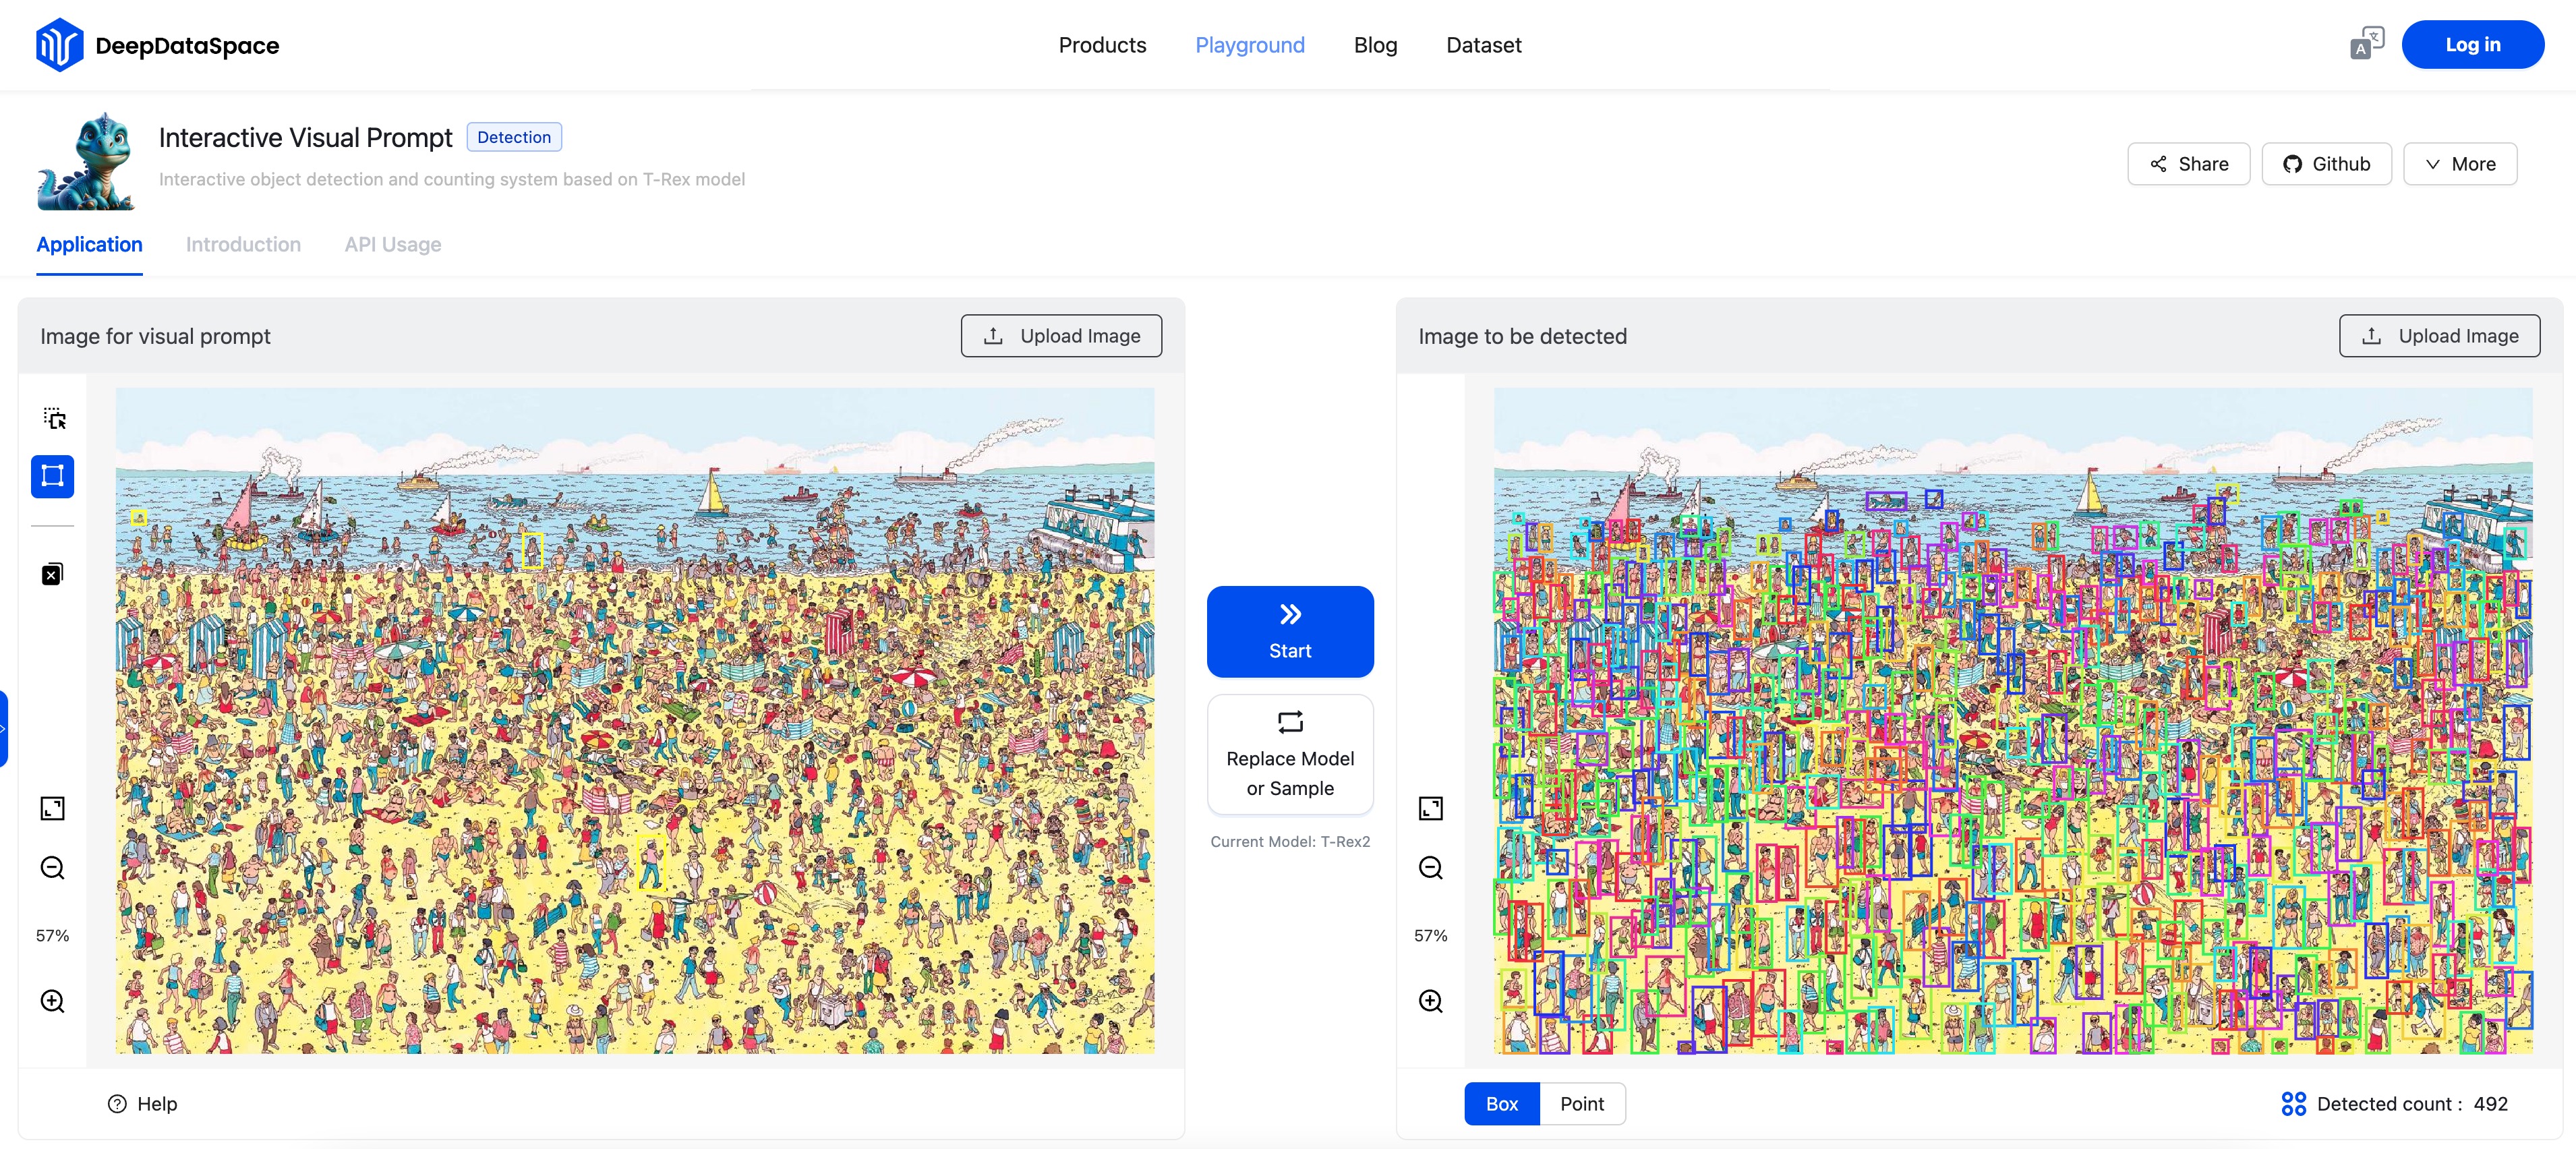 DeepDataSpace
Products
Playground
Blog
Dataset
Log in
Interactive Visual Prompt
Detection
Interactive object detection and counting system based on T-Rex model
Share
Github
More
Application
Introduction
API Usage
Image for visual prompt
Upload Image
Image to be detected
Upload Image
Start
Replace Model
or Sample
Current Model: T-Rex2
57%
57%
Help
Box
Point
Detected count : 492